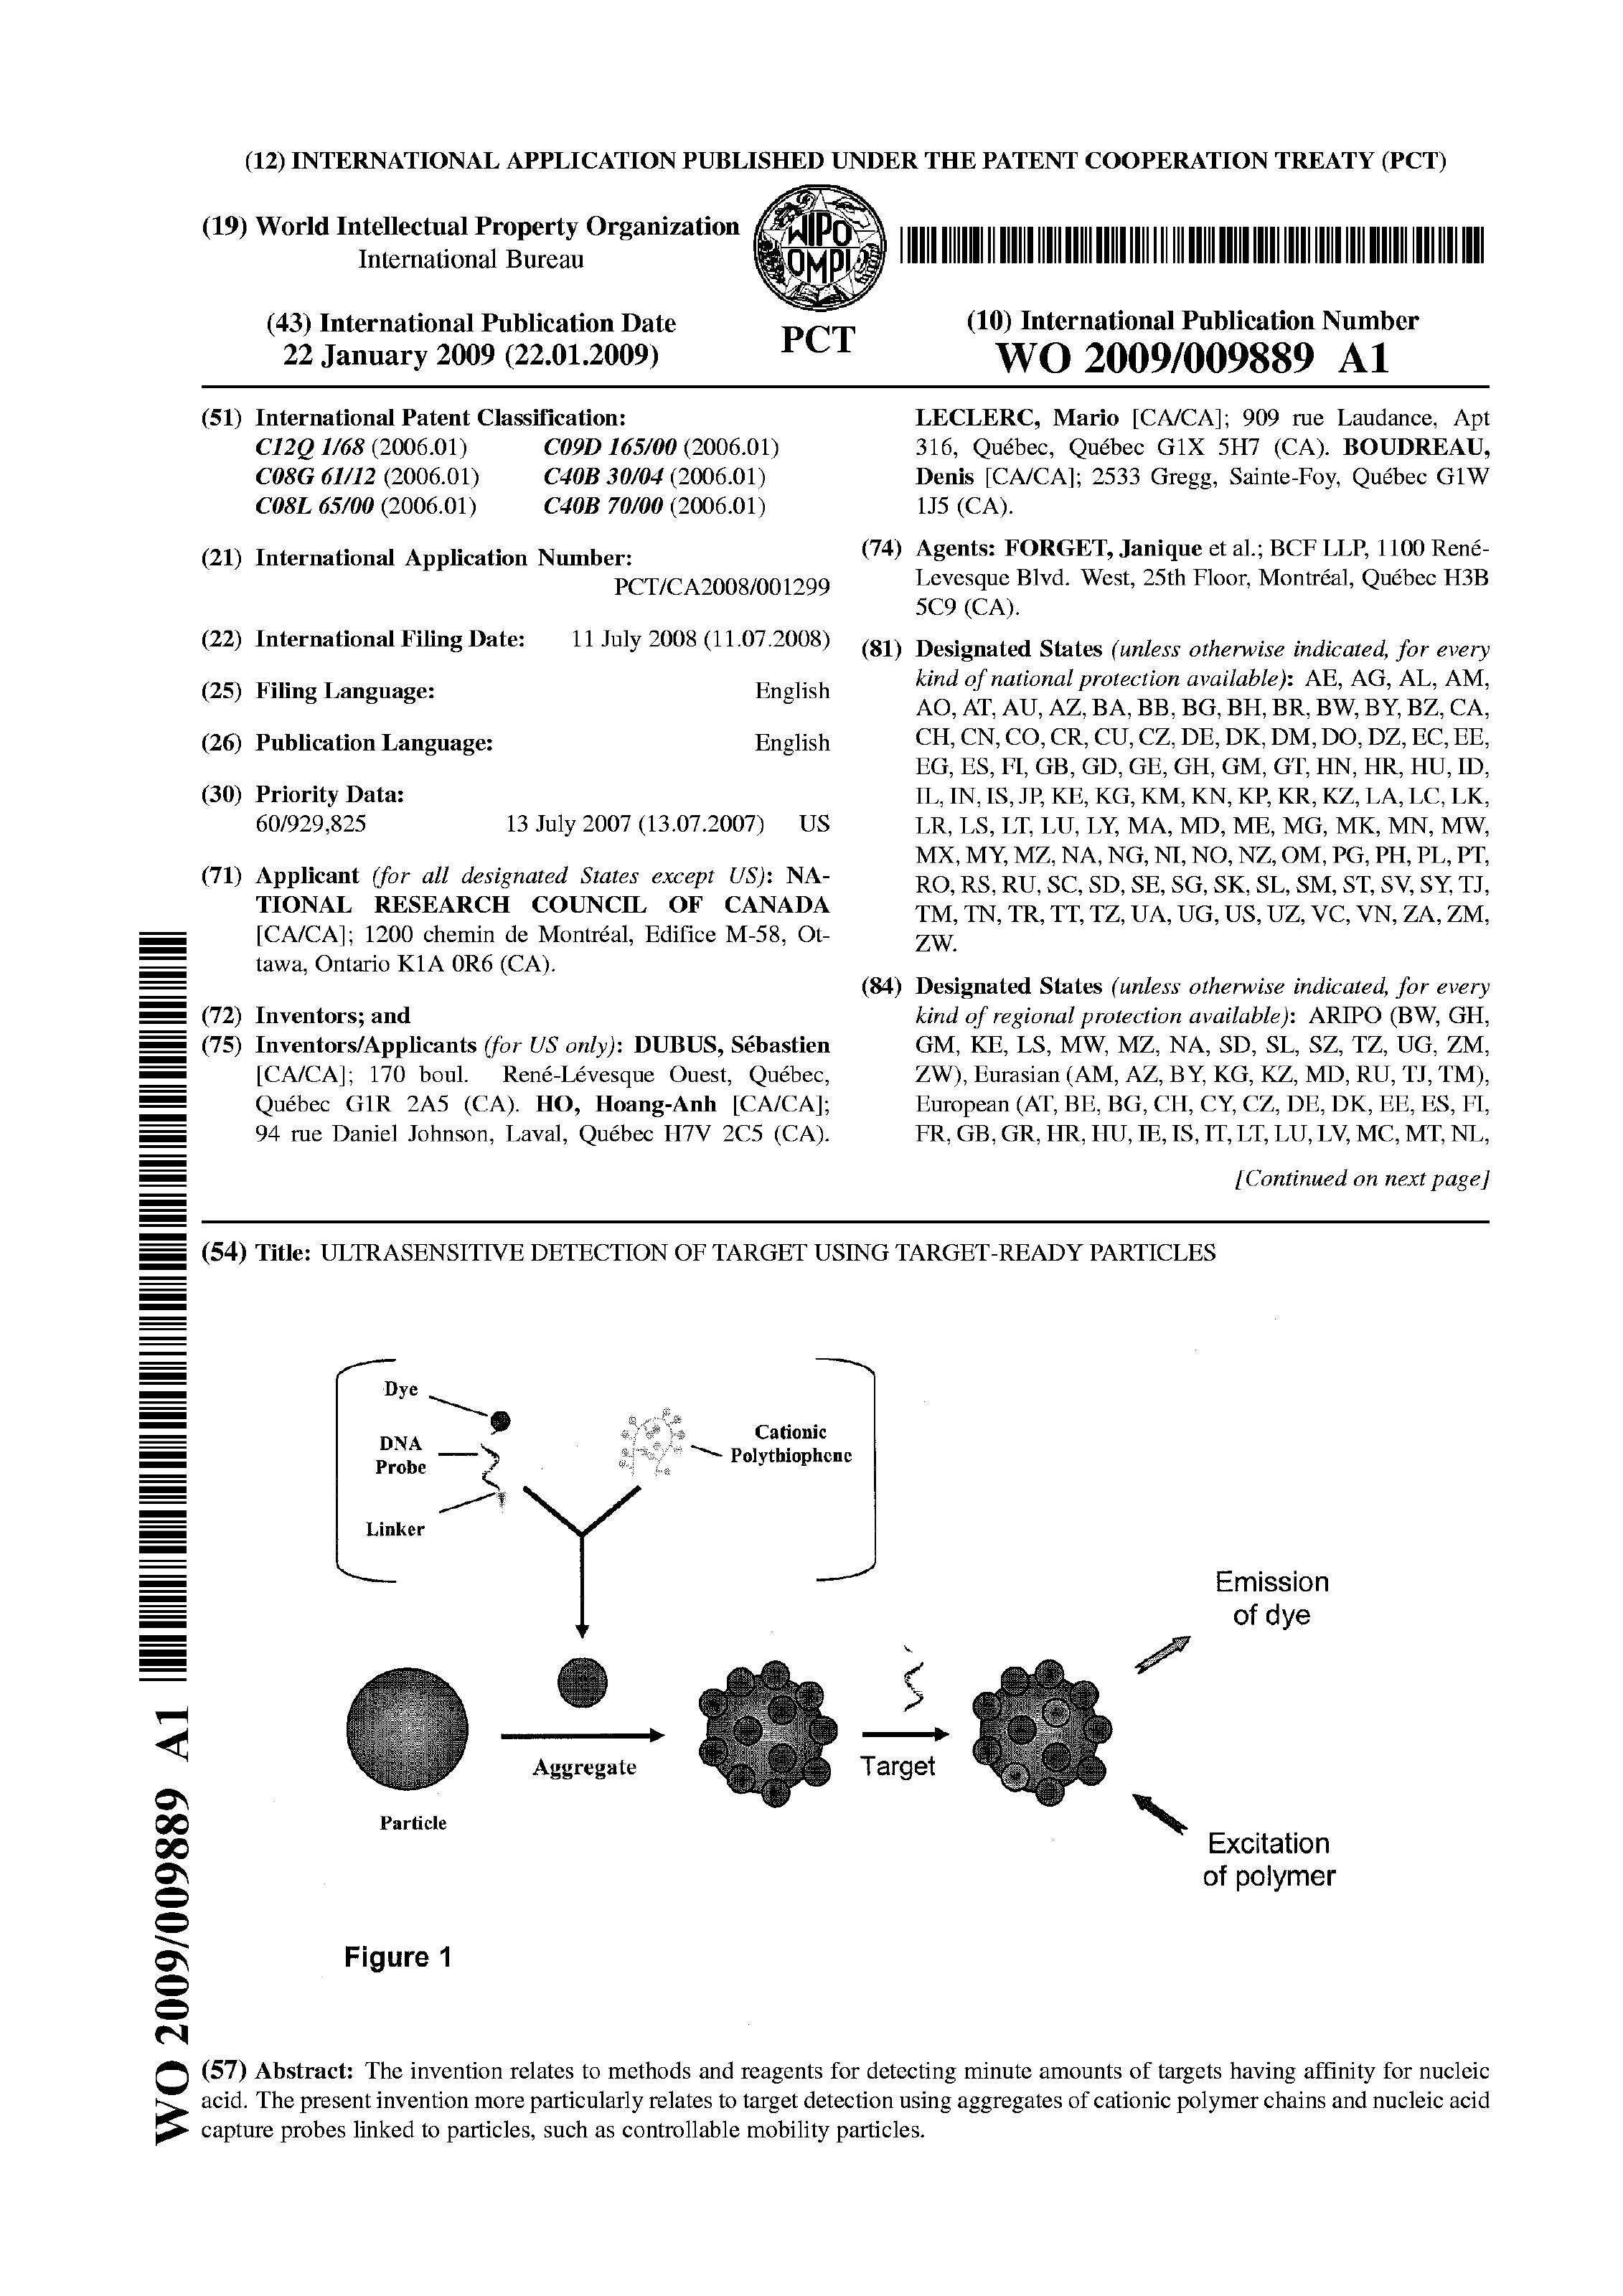 (12) INTERNATIONAL APPLICATION PUBLISHED UNDER THE PATENT COOPERATION TREATY (PCT)
(19) World Intellectual Property Organization
International Bureau
WIPO
OMPI
(43) International Publication Date
22 January 2009 (22.01.2009)
PCT
(10) International Publication Number
WO 2009/009889 A1
(51) International Patent Classification:
C12Q 1/68 (2006.01) C09D 165/00 (2006.01)
C08G 61/12 (2006.01) C40B 30/04 (2006.01)
C08L 65/00 (2006.01) C40B 70/00 (2006.01)
(21) International Application Number:
PCT/CA2008/001299
(22) International Filing Date: 11 July 2008 (11.07.2008)
(25) Filing Language: English
(26) Publication Language: English
(30) Priority Data:
60/929,825 13 July 2007 (13.07.2007) US
(71) Applicant (for all designated States except US): NA-
TIONAL RESEARCH COUNCIL OF CANADA
[CA/CA]; 1200 chemin de Montréal, Edifice M-58, Ot-
tawa, Ontario K1A 0R6 (CA).
(72) Inventors; and
(75) Inventors/Applicants (for US only): DUBUS, Sébastien
[CA/CA]; 170 boul. René-Lévesque Ouest, Québec,
Québec G1R 2A5 (CA). HO, Hoang-Anh [CA/CA];
94 rue Daniel Johnson, Laval, Québec H7V 2C5 (CA).
LECLERC, Mario [CA/CA]; 909 rue Laudance, Apt
316, Québec, Québec G1X 5H7 (CA). BOUDREAU,
Denis [CA/CA]; 2533 Gregg, Sainte-Foy, Québec G1W
1J5 (CA).
(74) Agents: FORGET, Janique et al.; BCF LLP, 1100 René-
Levesque Blvd. West, 25th Floor, Montréal, Québec H3B
5C9 (CA).
(81) Designated States (unless otherwise indicated, for every
kind of national protection available): AE, AG, AL, AM,
AO, AT, AU, AZ, BA, BB, BG, BH, BR, BW, BY, BZ, CA,
CH, CN, CO, CR, CU, CZ, DE, DK, DM, DO, DZ, EC, EE,
EG, ES, FI, GB, GD, GE, GH, GM, GT, HN, HR, HU, ID,
IL, IN, IS, JP, KE, KG, KM, KN, KP, KR, KZ, LA, LC, LK,
LR, LS, LT, LU, LY, MA, MD, ME, MG, MK, MN, MW,
MX, MY, MZ, NA, NG, NI, NO, NZ, OM, PG, PH, PL, PT,
RO, RS, RU, SC, SD, SE, SG, SK, SL, SM, ST, SV, SY, TJ,
TM, TN, TR, TT, TZ, UA, UG, US, UZ, VC, VN, ZA, ZM,
ZW.
(84) Designated States (unless otherwise indicated, for every
kind of regional protection available): ARIPO (BW, GH,
GM, KE, LS, MW, MZ, NA, SD, SL, SZ, TZ, UG, ZM,
ZW), Eurasian (AM, AZ, BY, KG, KZ, MD, RU, TJ, TM),
European (AT, BE, BG, CH, CY, CZ, DE, DK, EE, ES, FI,
FR, GB, GR, HR, HU, IE, IS, IT, LT, LU, LV, MC, MT, NL,
[Continued on next page]
(54) Title: ULTRASENSITIVE DETECTION OF TARGET USING TARGET-READY PARTICLES
Dye
DNA
Probe
Linker
Cationic
Polythiophene
Emission
of dye
Aggregate
Target
Particle
Excitation
of polymer
Figure 1
WO 2009/009889 A1
(57) Abstract: The invention relates to methods and reagents for detecting minute amounts of targets having affinity for nucleic
acid. The present invention more particularly relates to target detection using aggregates of cationic polymer chains and nucleic acid
capture probes linked to particles, such as controllable mobility particles.